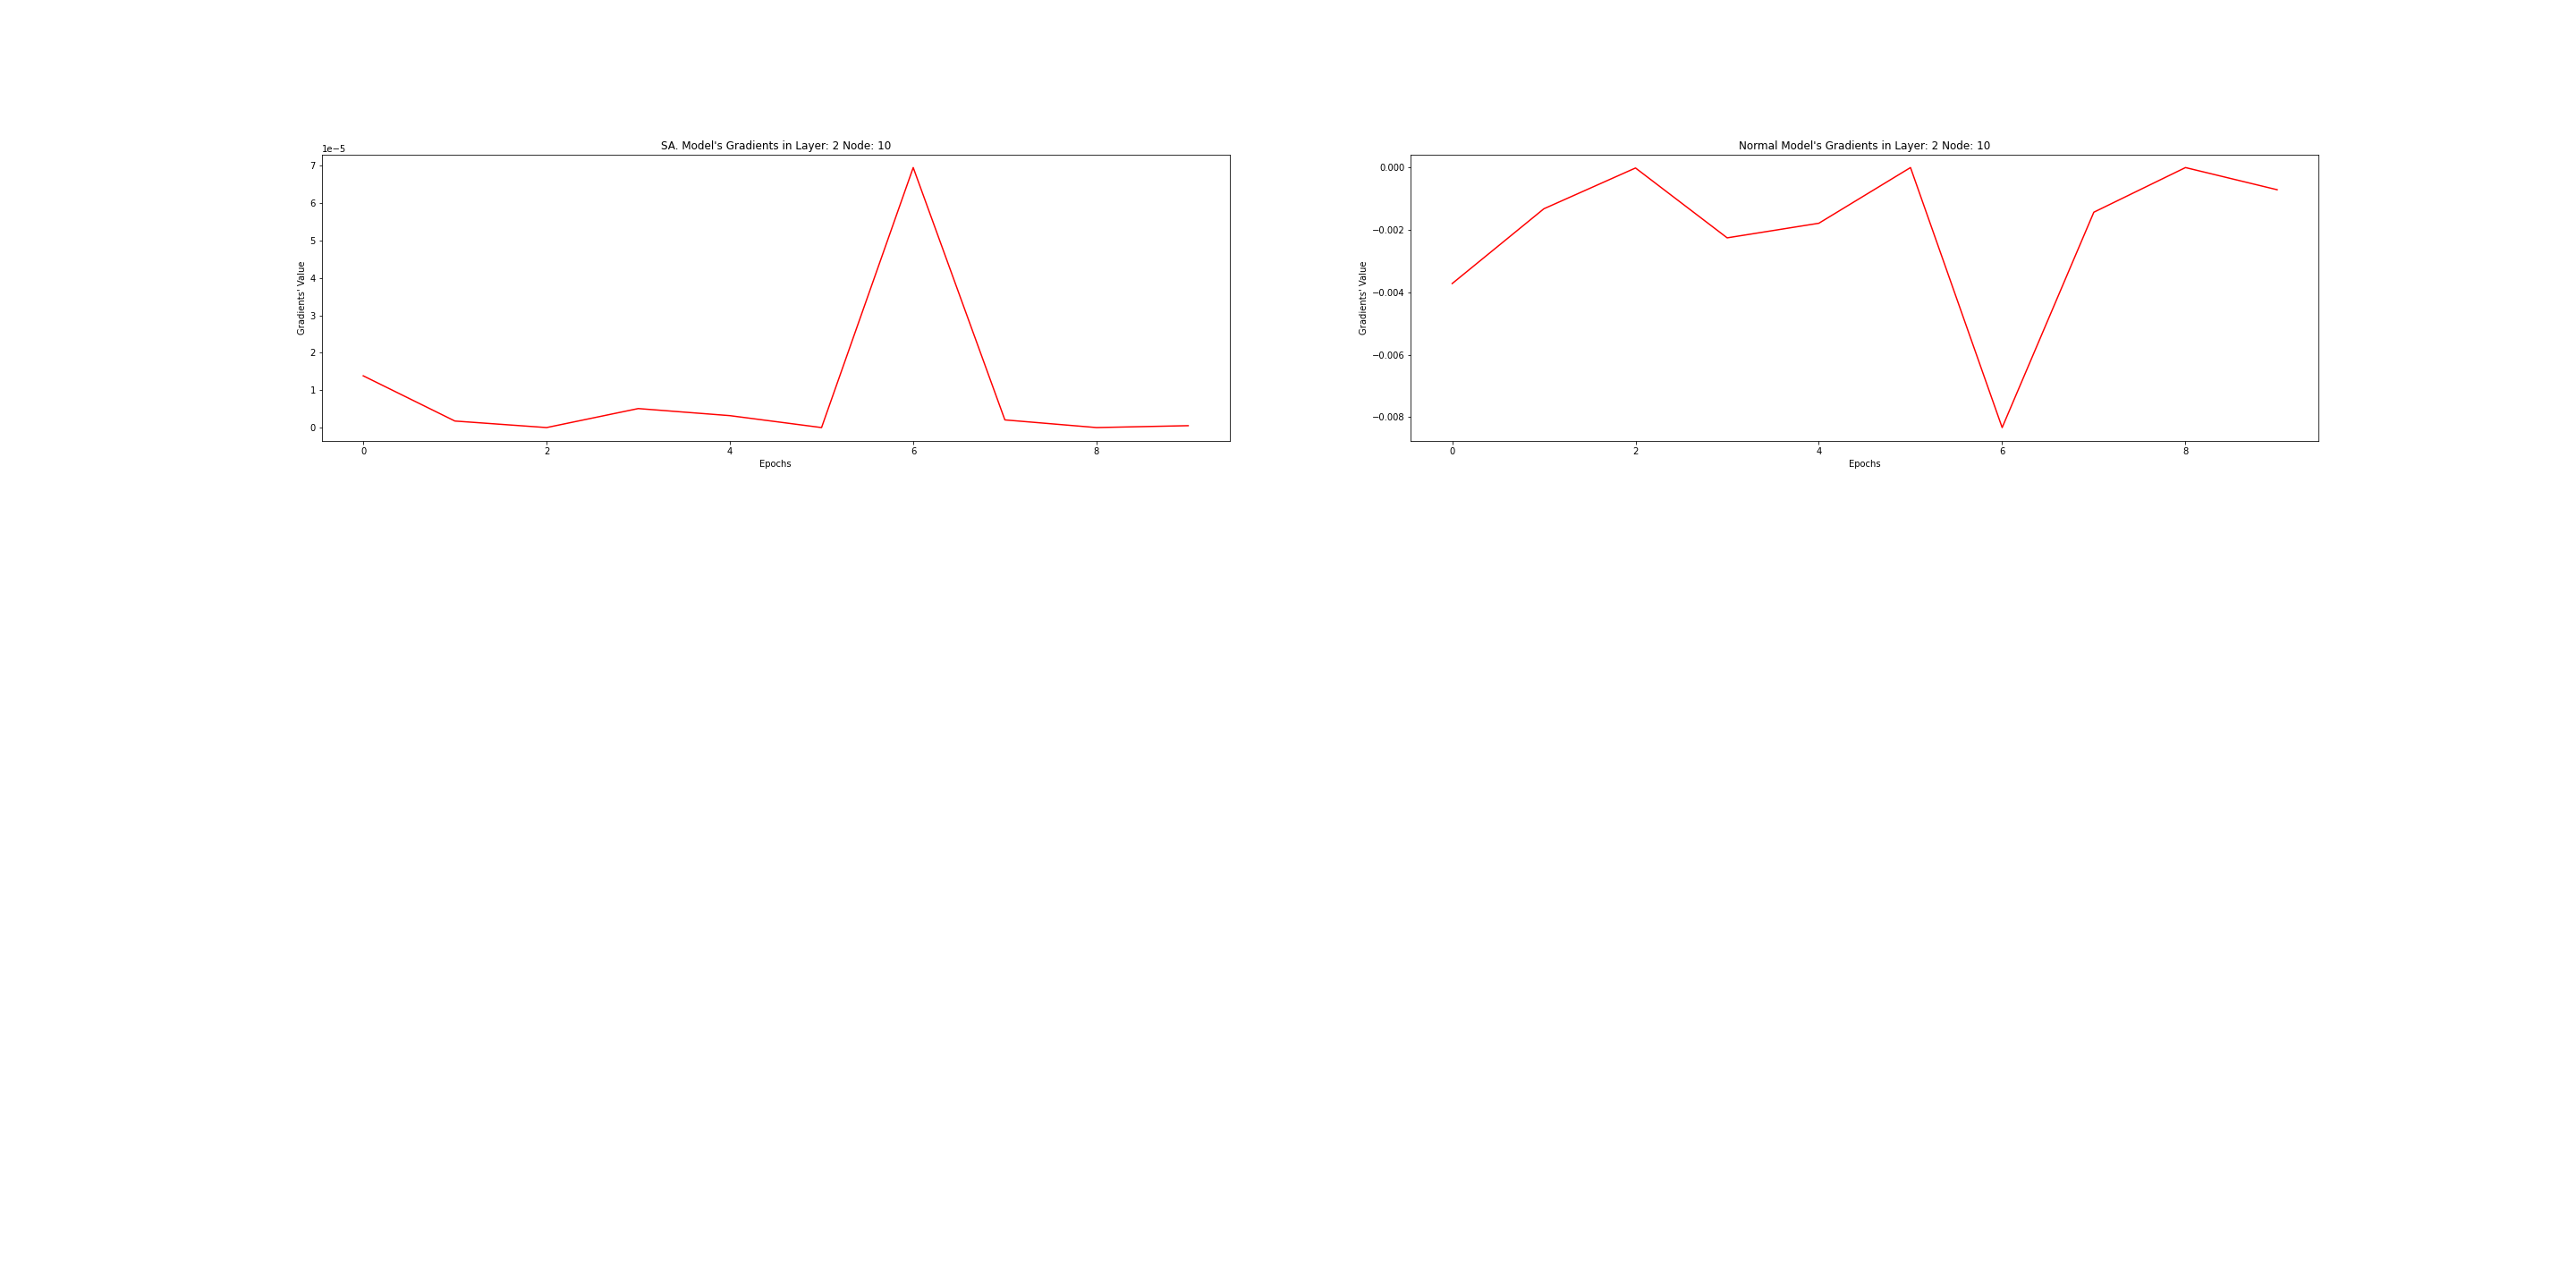 SA. Model's Gradients in Layer: 2 Node: 10
1e−5
7
6
5
4
3
2
1
0
Gradients' Value
0 2 4 6 8
Epochs
Normal Model's Gradients in Layer: 2 Node: 10
0.000
−0.002
−0.004
−0.006
−0.008
Gradients' Value
0 2 4 6 8
Epochs